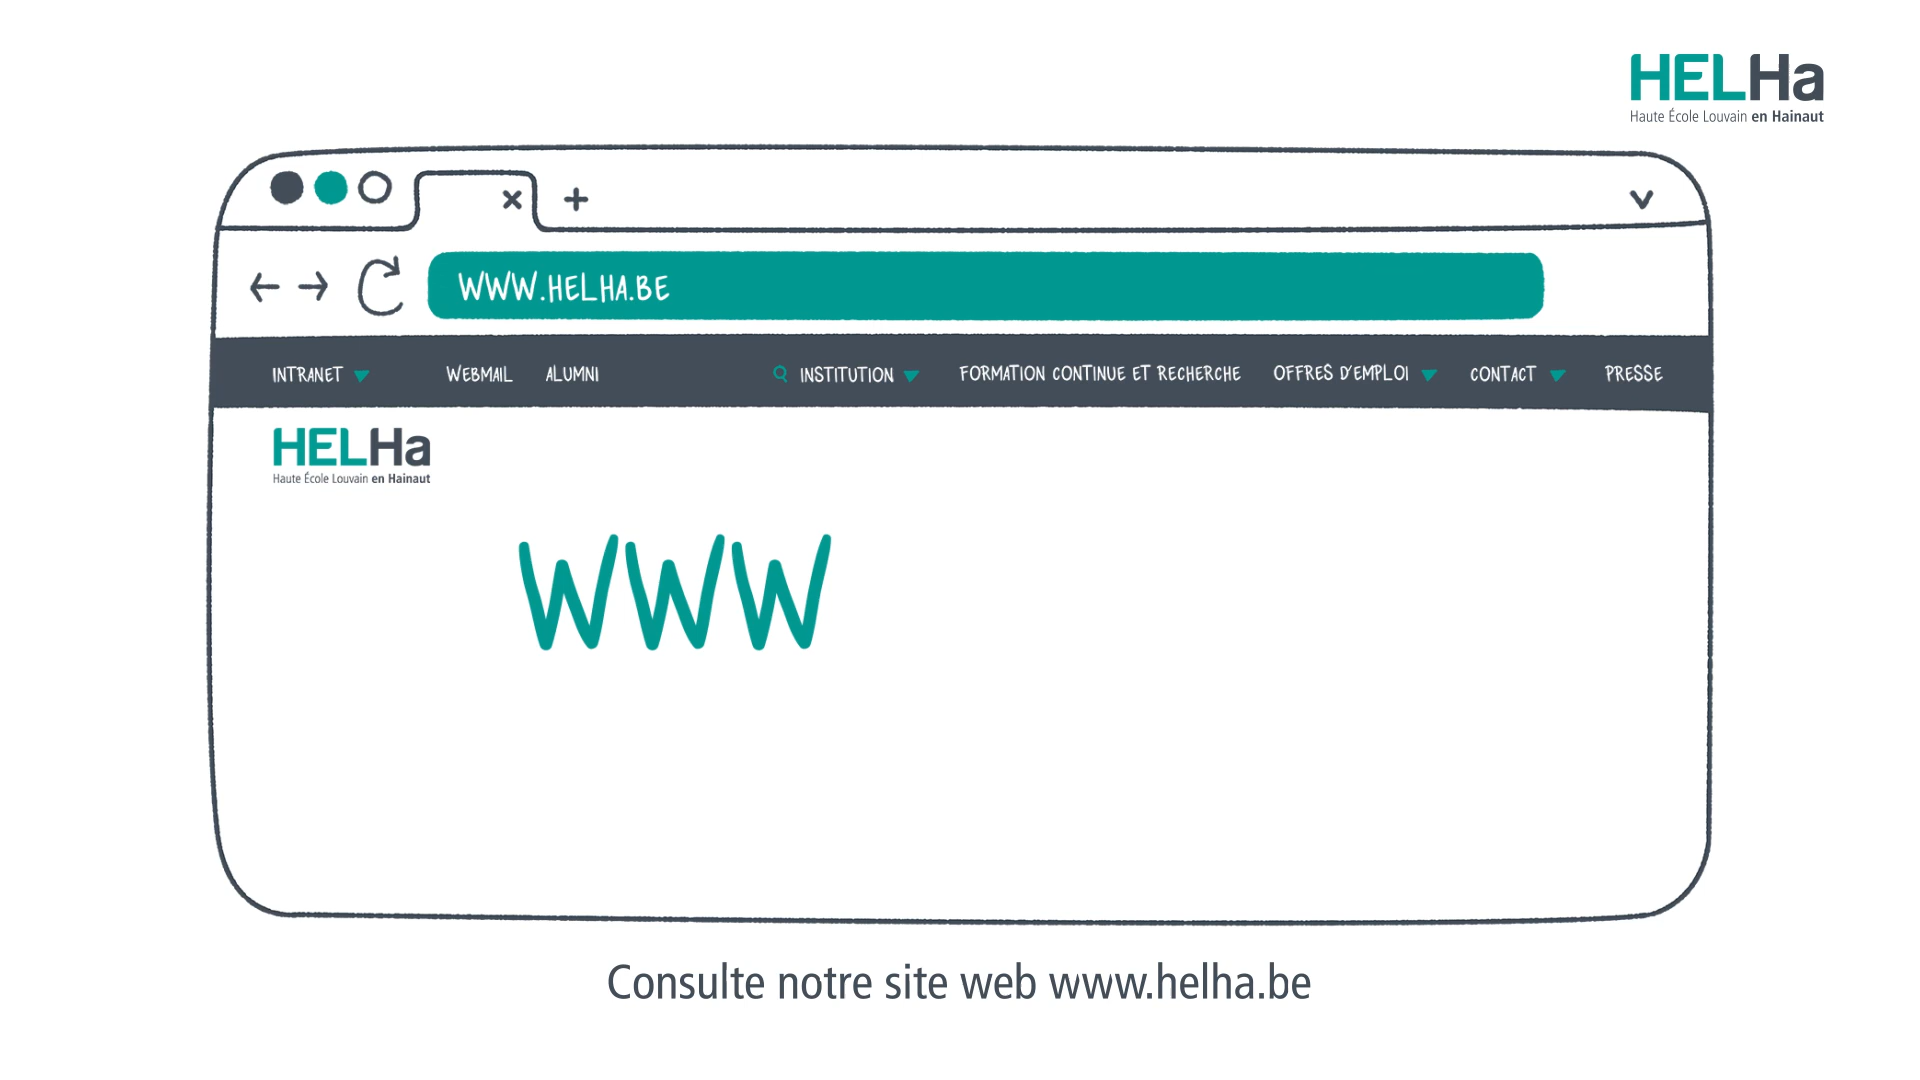 HELHa
Haute École Louvain en Hainaut
WWW.HELHA.BE
INTRANET WEBMAIL ALUMNI INSTITUTION FORMATION CONTINUE ET RECHERCHE OFFRES D'EMPLOI CONTACT PRESSE
HELHa
Haute École Louvain en Hainaut
WWW
Consulte notre site web www.helha.be